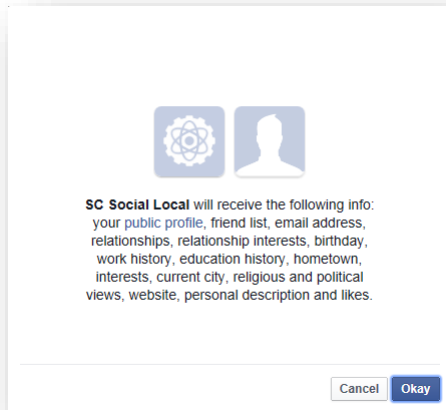 SC Social Local will receive the following info:
your public profile, friend list, email address,
relationships, relationship interests, birthday,
work history, education history, hometown,
interests, current city, religious and political
views, website, personal description and likes.
Cancel Okay